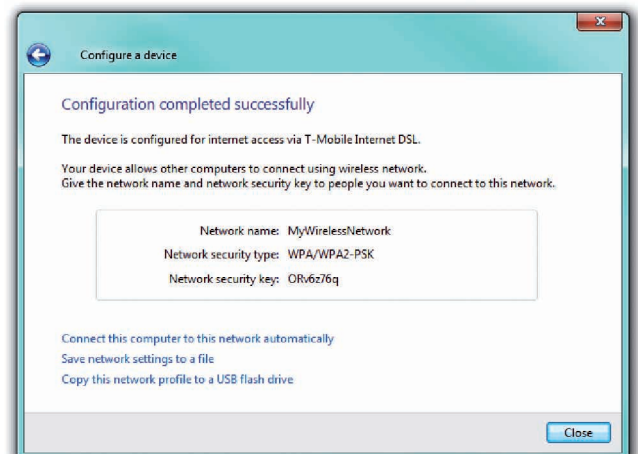 Configure a device
Configuration completed successfully
The device is configured for internet access via T-Mobile Internet DSL.
Your device allows other computers to connect using wireless network.
Give the network name and network security key to people you want to connect to this network.
Network name: MyWirelessNetwork
Network security type: WPA/WPA2-PSK
Network security key: ORv6z76q
Connect this computer to this network automatically
Save network settings to a file
Copy this network profile to a USB flash drive
Close